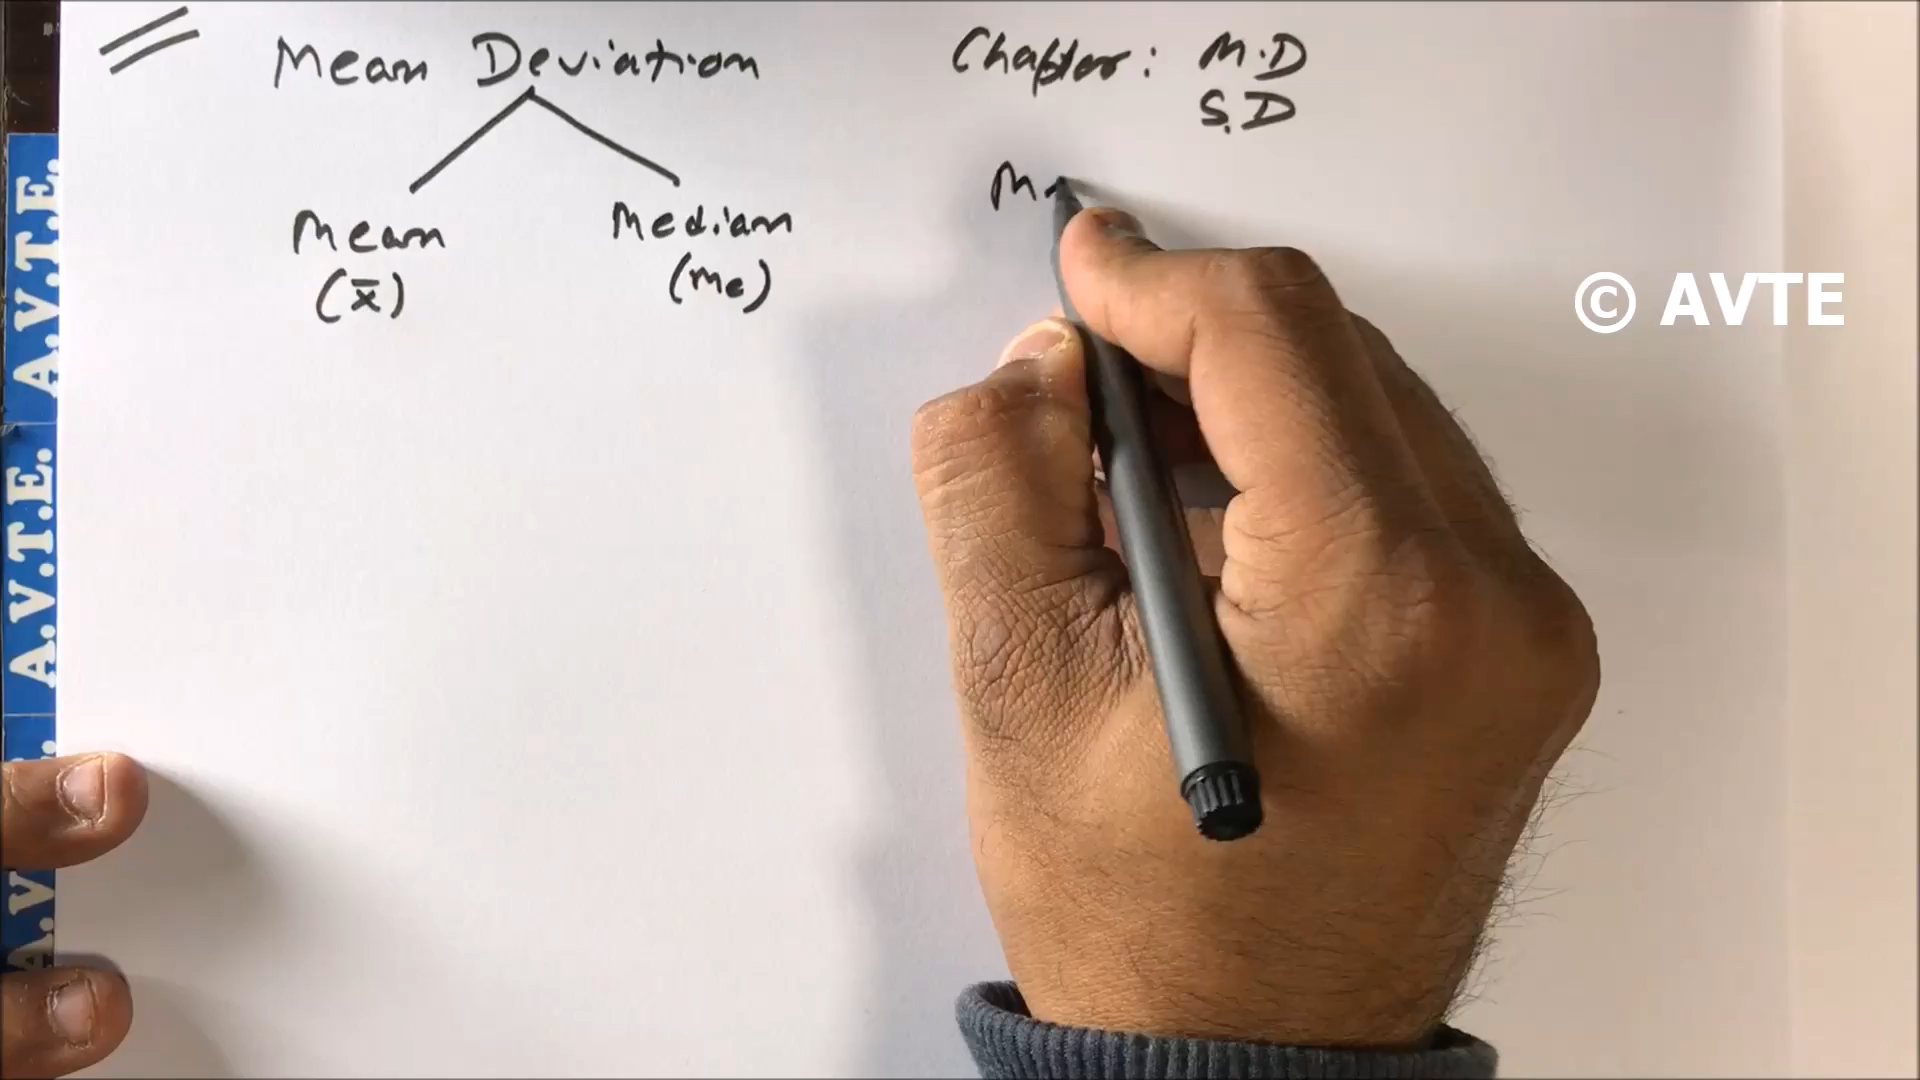 Mean Deviation
Mean
(x̄)
Median
(Me)
Chapter: M.D
S.D
M
© AVTE
A.V.T.E.
A.V.T.E.
A.V